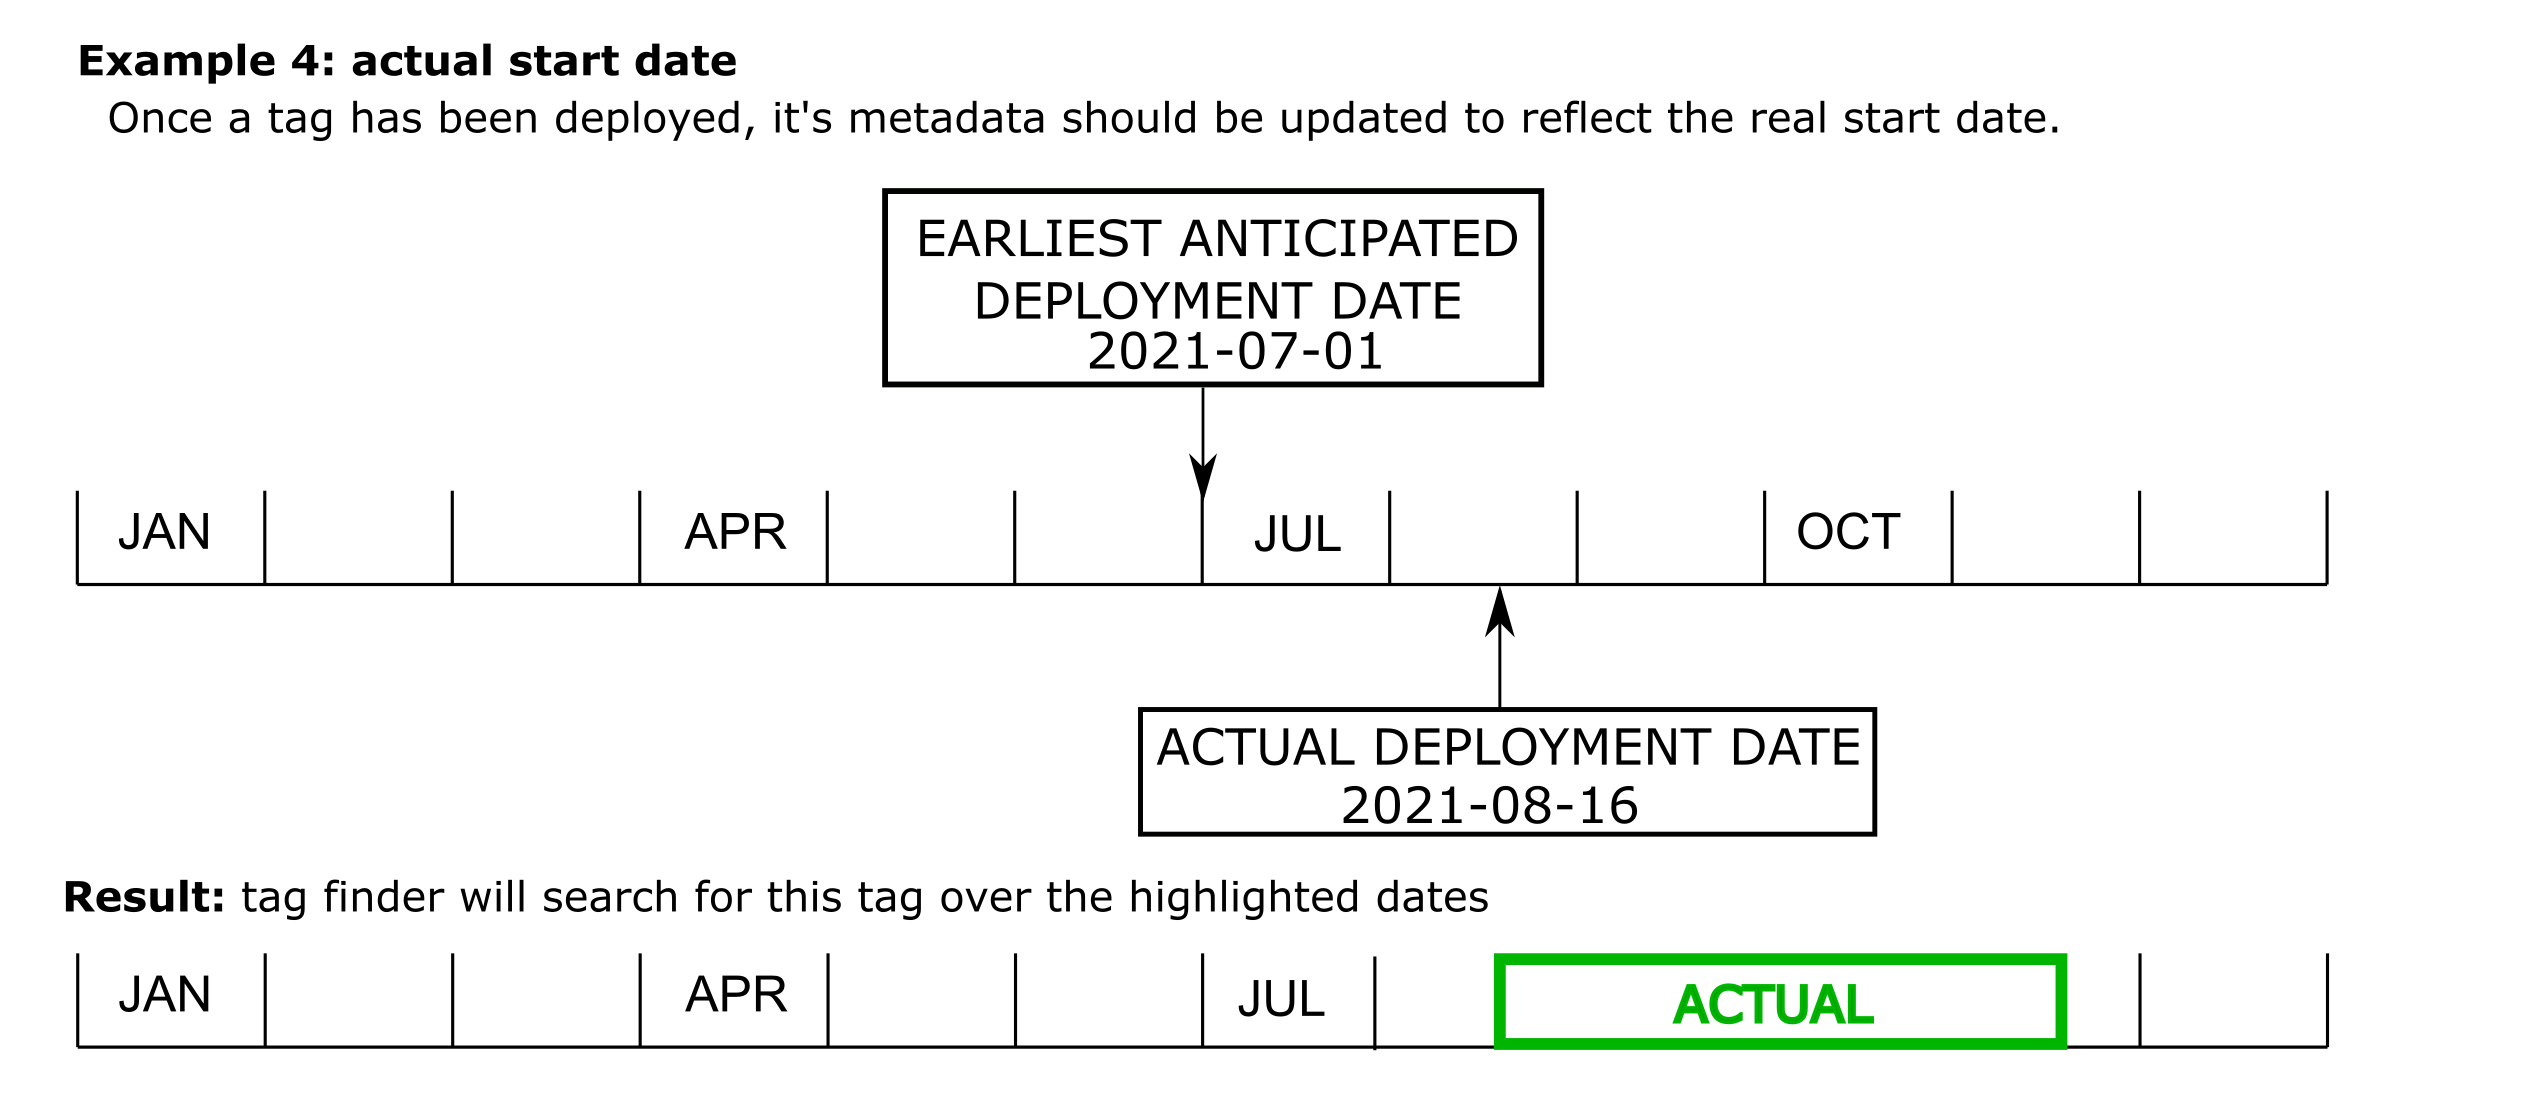 Example 4: actual start date
Once a tag has been deployed, it's metadata should be updated to reflect the real start date.
EARLIEST ANTICIPATED
DEPLOYMENT DATE
2021-07-01
JAN APR JUL OCT
ACTUAL DEPLOYMENT DATE
2021-08-16
Result: tag finder will search for this tag over the highlighted dates
JAN APR JUL ACTUAL